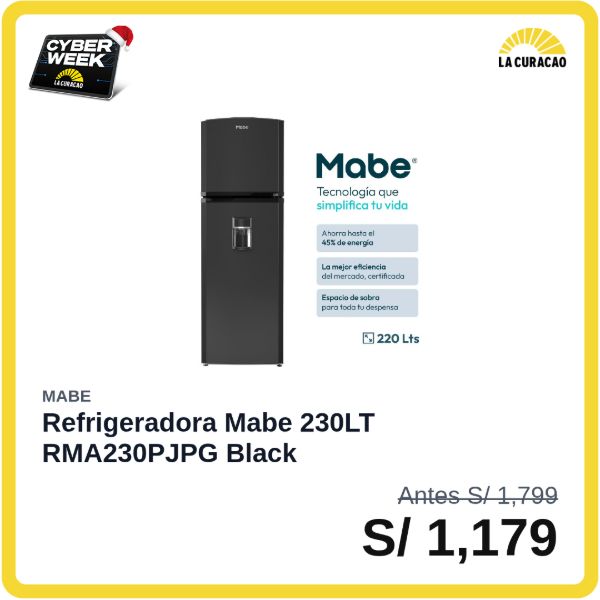 CYBER
WEEK
LA CURACAO
LA CURACAO
Mabe
Mabe®
Tecnología que
simplifica tu vida
Ahorra hasta el
45% de energía
La mejor eficiencia
del mercado, certificada
Espacio de sobra
para toda tu despensa
220 Lts
MABE
Refrigeradora Mabe 230LT
RMA230PJPG Black
Antes S/ 1,799
S/ 1,179